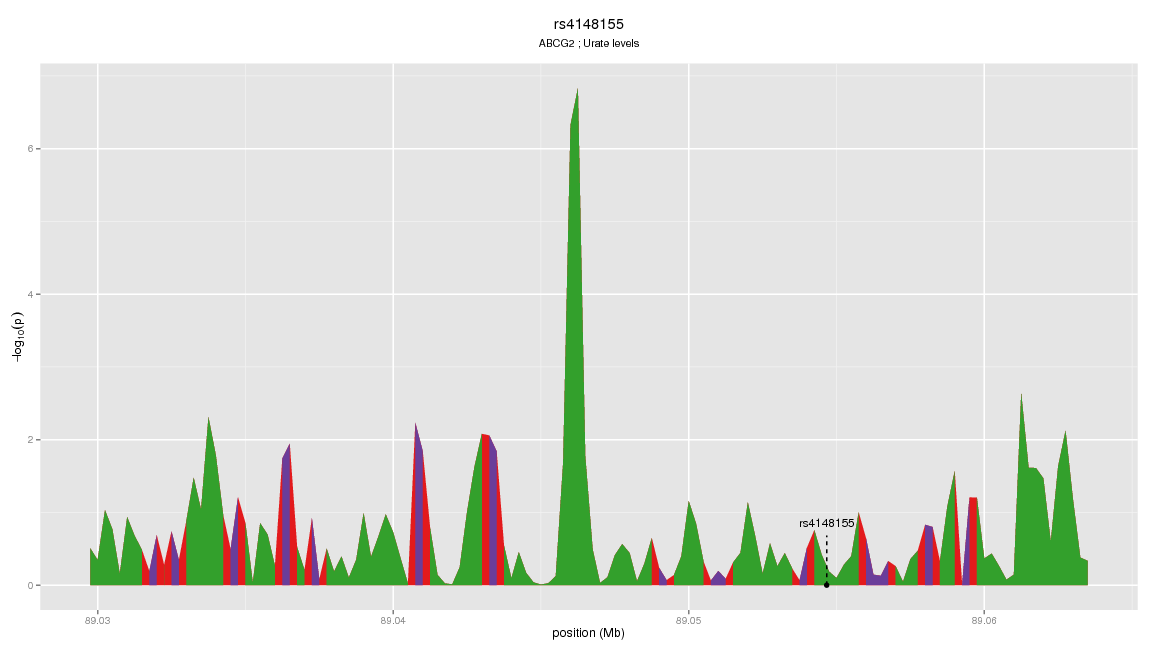 rs4148155
ABCG2 ; Urate levels
−log10(p)
6
4
2
0
rs4148155
89.03 89.04 89.05 89.06
position (Mb)